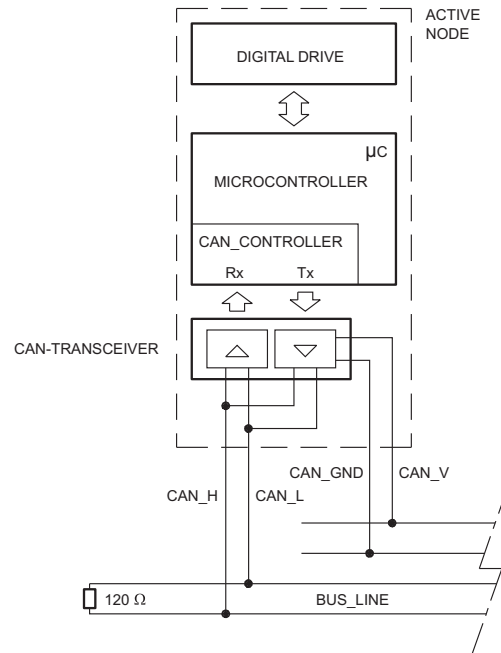 ACTIVE
NODE
DIGITAL DRIVE
µC
MICROCONTROLLER
CAN_CONTROLLER
Rx Tx
CAN-TRANSCEIVER
CAN_GND CAN_V
CAN_H CAN_L
120 Ω BUS_LINE